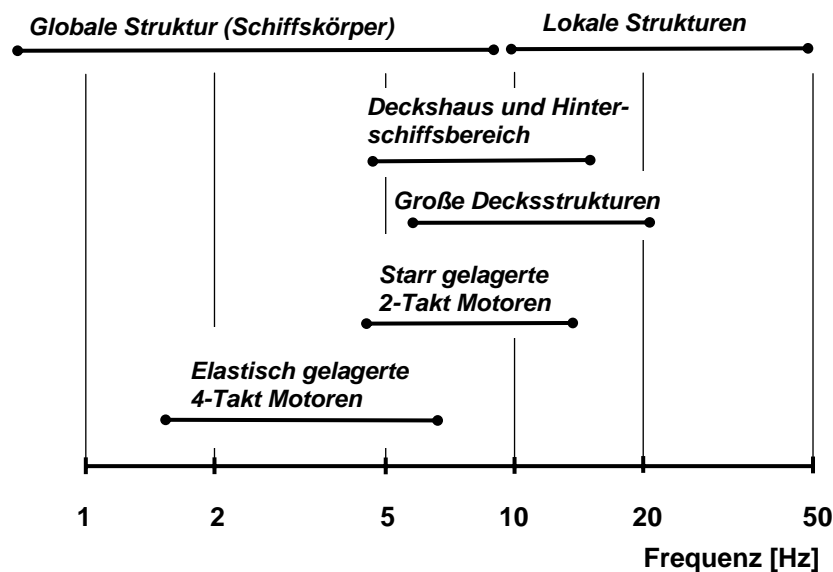 Globale Struktur (Schiffskörper)
Lokale Strukturen
Deckshaus und Hinter-
schiffsbereich
Große Decksstrukturen
Starr gelagerte
2-Takt Motoren
Elastisch gelagerte
4-Takt Motoren
1 2 5 10 20 50
Frequenz [Hz]